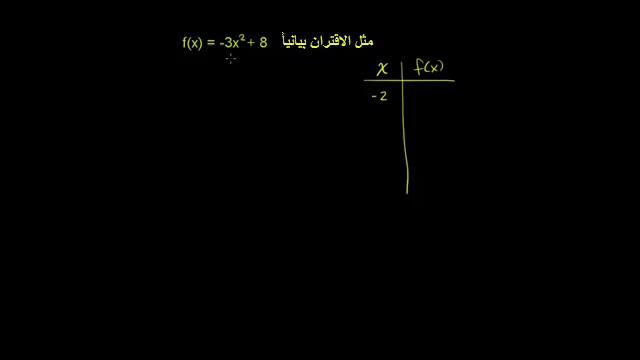 f(x) = -3x² + 8 مثل الاقتران بيانياً
x f(x)
-2